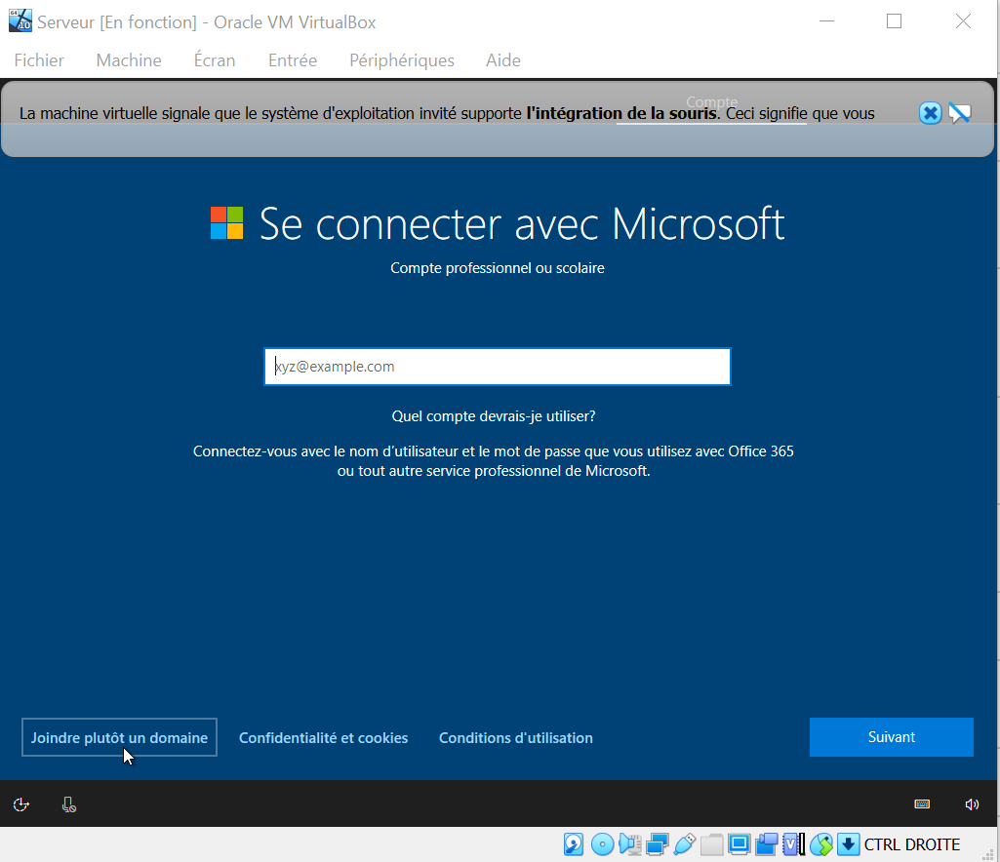 Serveur [En fonction] - Oracle VM VirtualBox
Fichier Machine Écran Entrée Périphériques Aide
Compte
La machine virtuelle signale que le système d'exploitation invité supporte l'intégration de la souris. Ceci signifie que vous
Se connecter avec Microsoft
Compte professionnel ou scolaire
xyz@example.com
Quel compte devrais-je utiliser?
Connectez-vous avec le nom d’utilisateur et le mot de passe que vous utilisez avec Office 365
ou tout autre service professionnel de Microsoft.
Joindre plutôt un domaine Confidentialité et cookies Conditions d'utilisation Suivant
CTRL DROITE